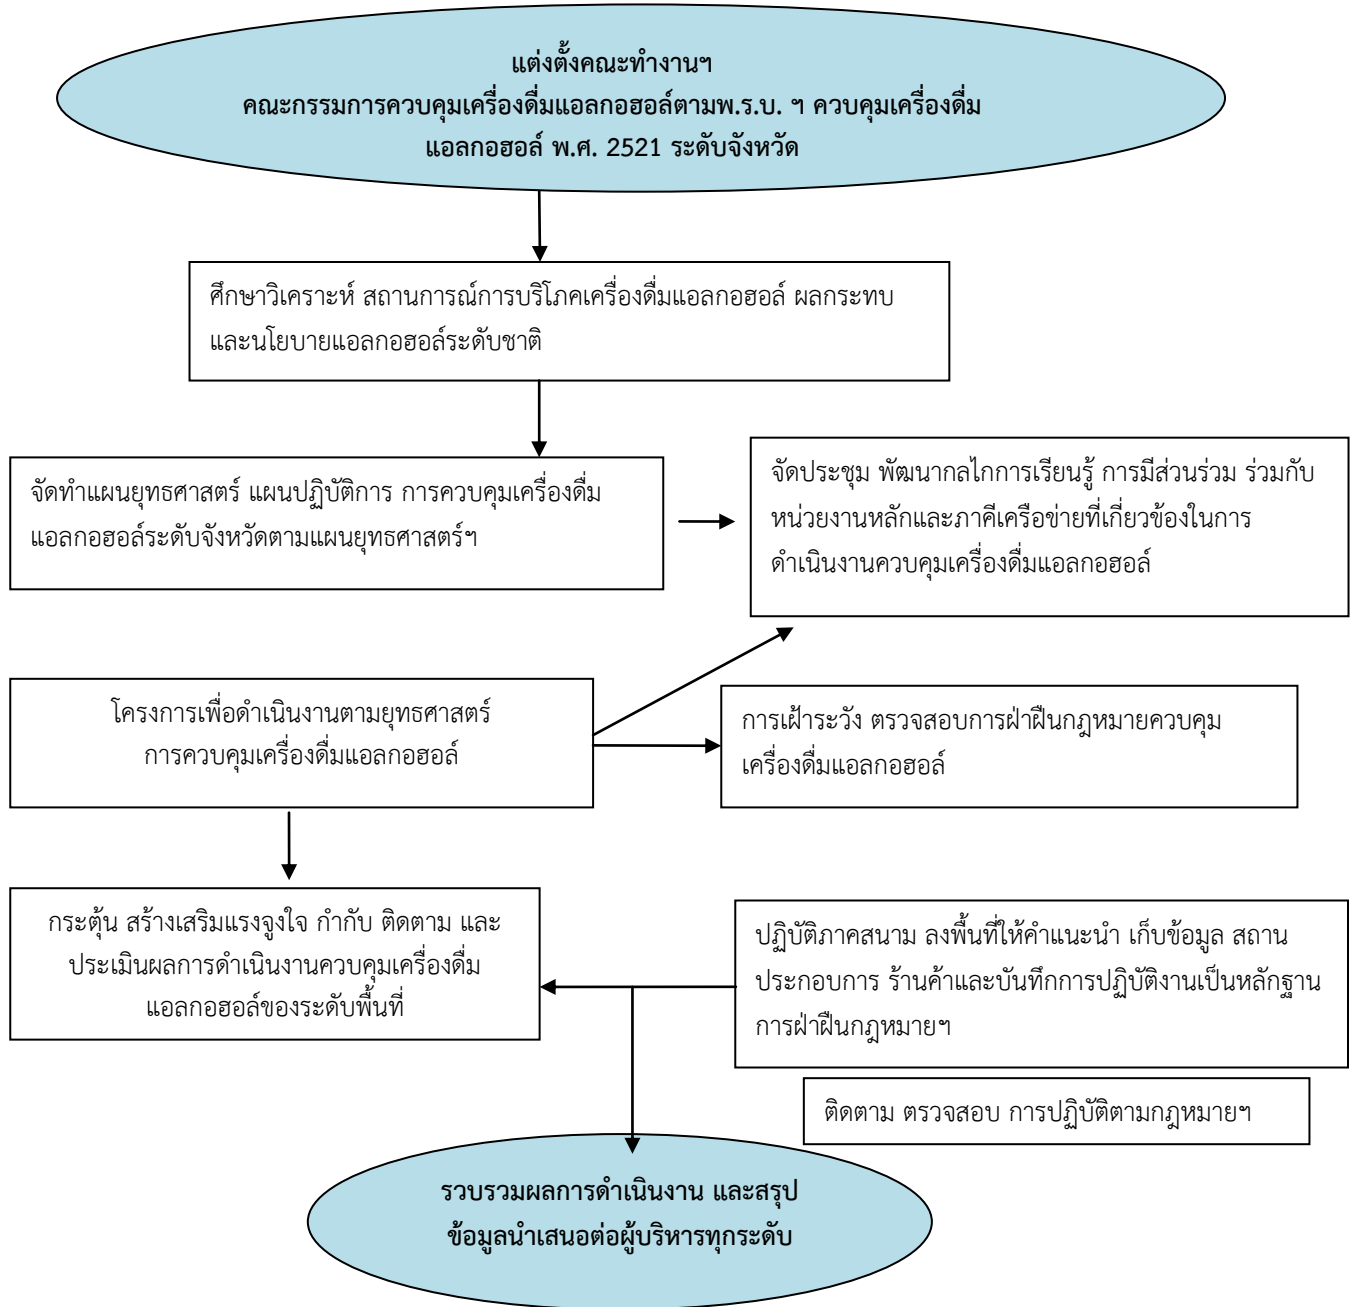 แต่งตั้งคณะทำงานฯ
คณะกรรมการควบคุมเครื่องดื่มแอลกอฮอล์ตามพ.ร.บ. ฯ ควบคุมเครื่องดื่ม
แอลกอฮอล์ พ.ศ. 2521 ระดับจังหวัด
ศึกษาวิเคราะห์ สถานการณ์การบริโภคเครื่องดื่มแอลกอฮอล์ ผลกระทบ
และนโยบายแอลกอฮอล์ระดับชาติ
จัดทำแผนยุทธศาสตร์ แผนปฏิบัติการ การควบคุมเครื่องดื่ม
แอลกอฮอล์ระดับจังหวัดตามแผนยุทธศาสตร์ฯ
จัดประชุม พัฒนากลไกการเรียนรู้ การมีส่วนร่วม ร่วมกับ
หน่วยงานหลักและภาคีเครือข่ายที่เกี่ยวข้องในการ
ดำเนินงานควบคุมเครื่องดื่มแอลกอฮอล์
โครงการเพื่อดำเนินงานตามยุทธศาสตร์
การควบคุมเครื่องดื่มแอลกอฮอล์
การเฝ้าระวัง ตรวจสอบการฝ่าฝืนกฎหมายควบคุม
เครื่องดื่มแอลกอฮอล์
กระตุ้น สร้างเสริมแรงจูงใจ กำกับ ติดตาม และ
ประเมินผลการดำเนินงานควบคุมเครื่องดื่ม
แอลกอฮอล์ของระดับพื้นที่
ปฏิบัติภาคสนาม ลงพื้นที่ให้คำแนะนำ เก็บข้อมูล สถาน
ประกอบการ ร้านค้าและบันทึกการปฏิบัติงานเป็นหลักฐาน
การฝ่าฝืนกฎหมายฯ
ติดตาม ตรวจสอบ การปฏิบัติตามกฎหมายฯ
รวบรวมผลการดำเนินงาน และสรุป
ข้อมูลนำเสนอต่อผู้บริหารทุกระดับ